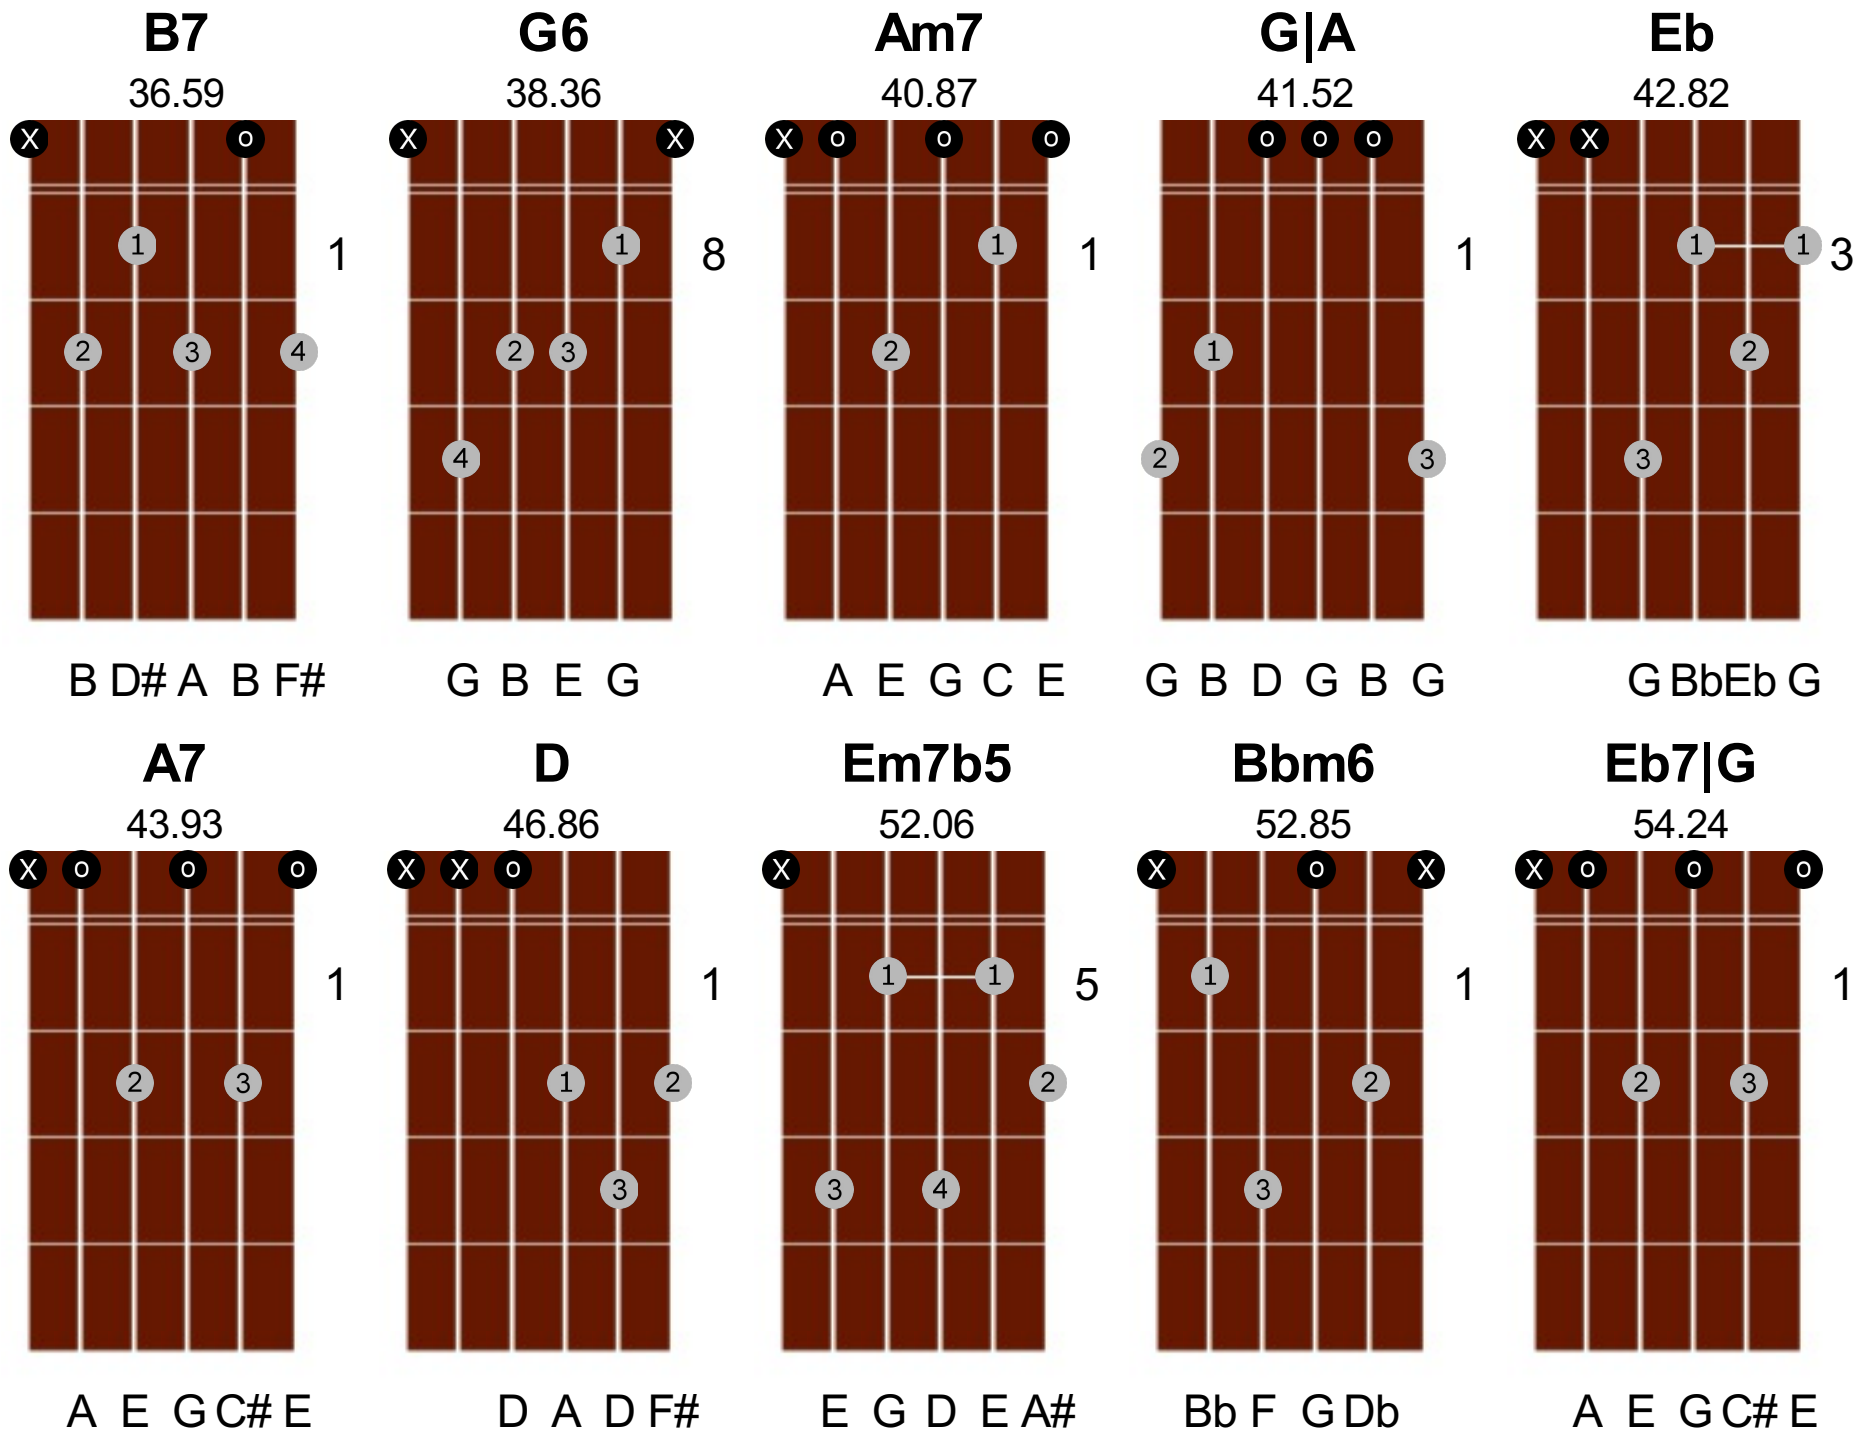 B7 G6 Am7 G|A Eb
36.59 38.36 40.87 41.52 42.82
X o X X X o o o o o o X X
1 1 1 1 1 1
1 8 1 1 3
2 3 4 2 3 2 1 2
4 2 3 3
B D# A B F# G B E G A E G C E G B D G B G G Bb Eb G
A7 D Em7b5 Bbm6 Eb7|G
43.93 46.86 52.06 52.85 54.24
X o o o X X o X X o X X o o o
1 1 1
1 1 5 1 1
2 3 1 2 2 2 2 3
3 3 4 3
A E G C# E D A D F# E G D E A# Bb F G Db A E G C# E